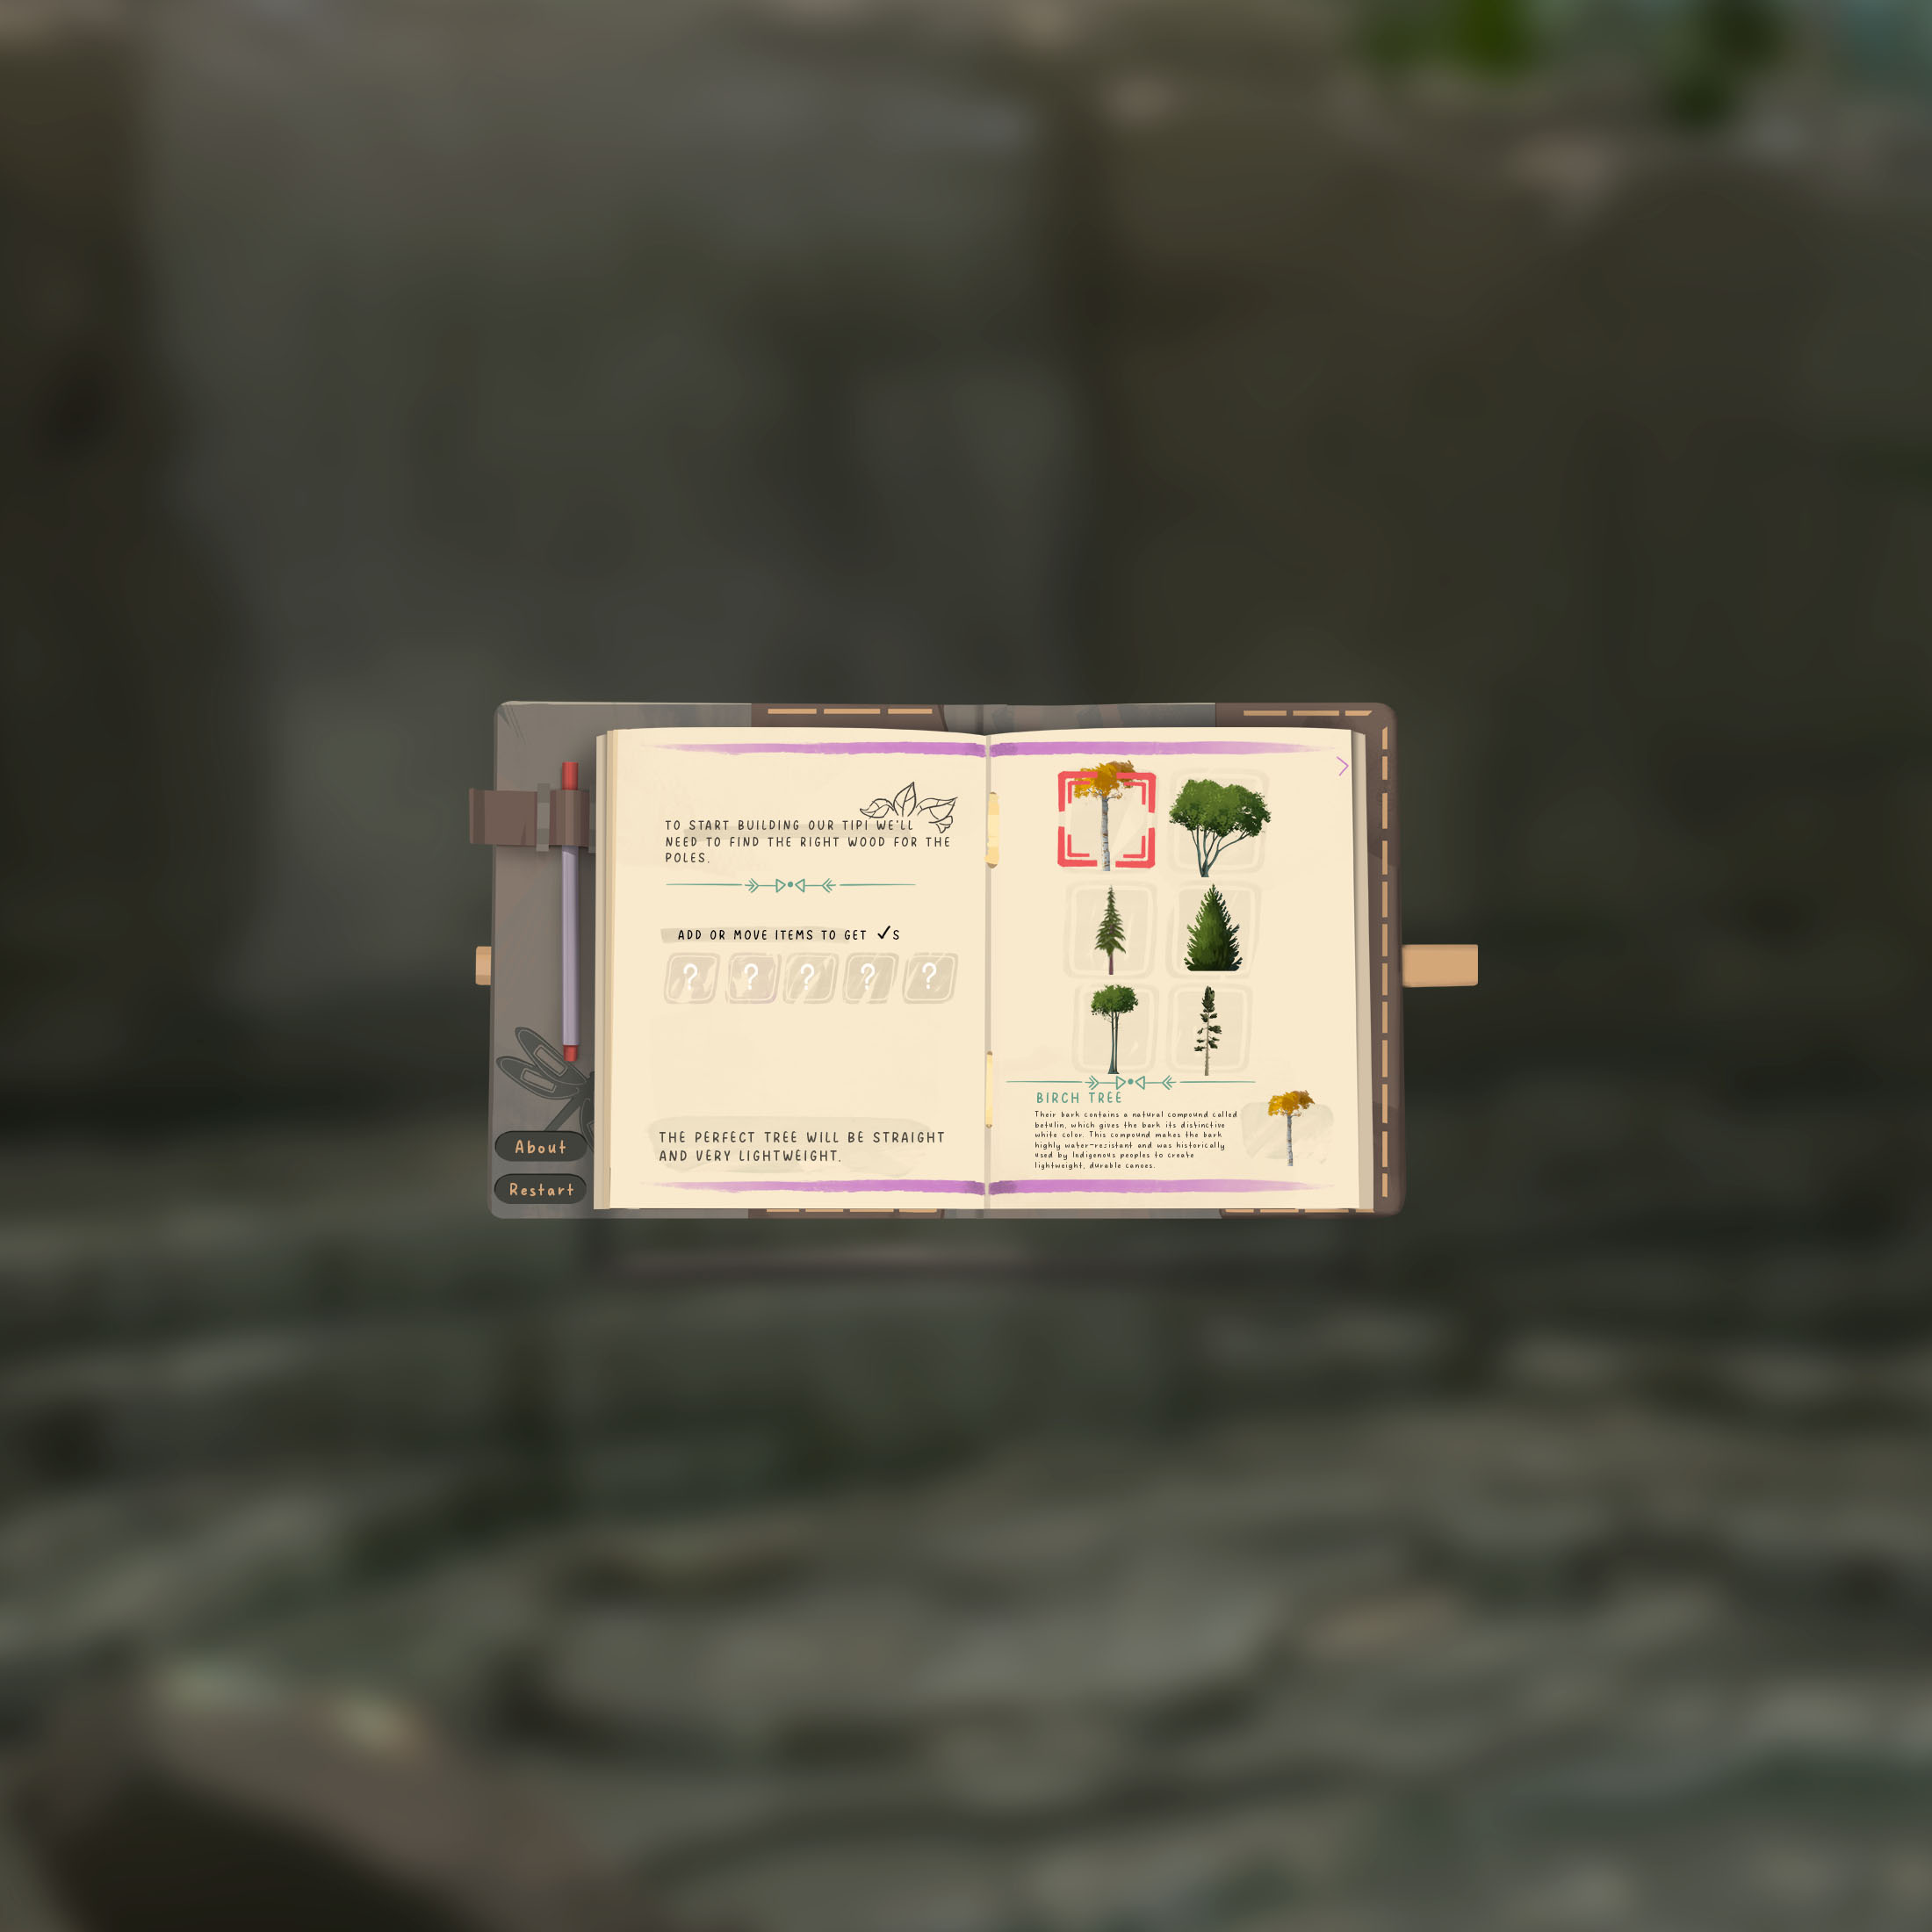 TO START BUILDING OUR TIPI WE'LL
NEED TO FIND THE RIGHT WOOD FOR THE
POLES.
ADD OR MOVE ITEMS TO GET ✓S
? ? ? ? ?
THE PERFECT TREE WILL BE STRAIGHT
AND VERY LIGHTWEIGHT.
About
Restart
BIRCH TREE
Their bark contains a natural compound called
betulin, which gives the bark its distinctive
white color. This compound makes the bark
highly water-resistant and was historically
used by Indigenous peoples to create
lightweight, durable canoes.